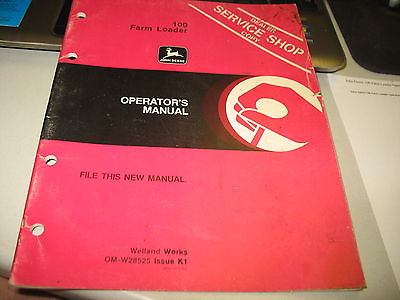 100
Farm Loader
JOHN DEERE
DEALER
SERVICE SHOP
COPY
OPERATOR'S
MANUAL
FILE THIS NEW MANUAL.
Welland Works
OM-W28525 Issue K1